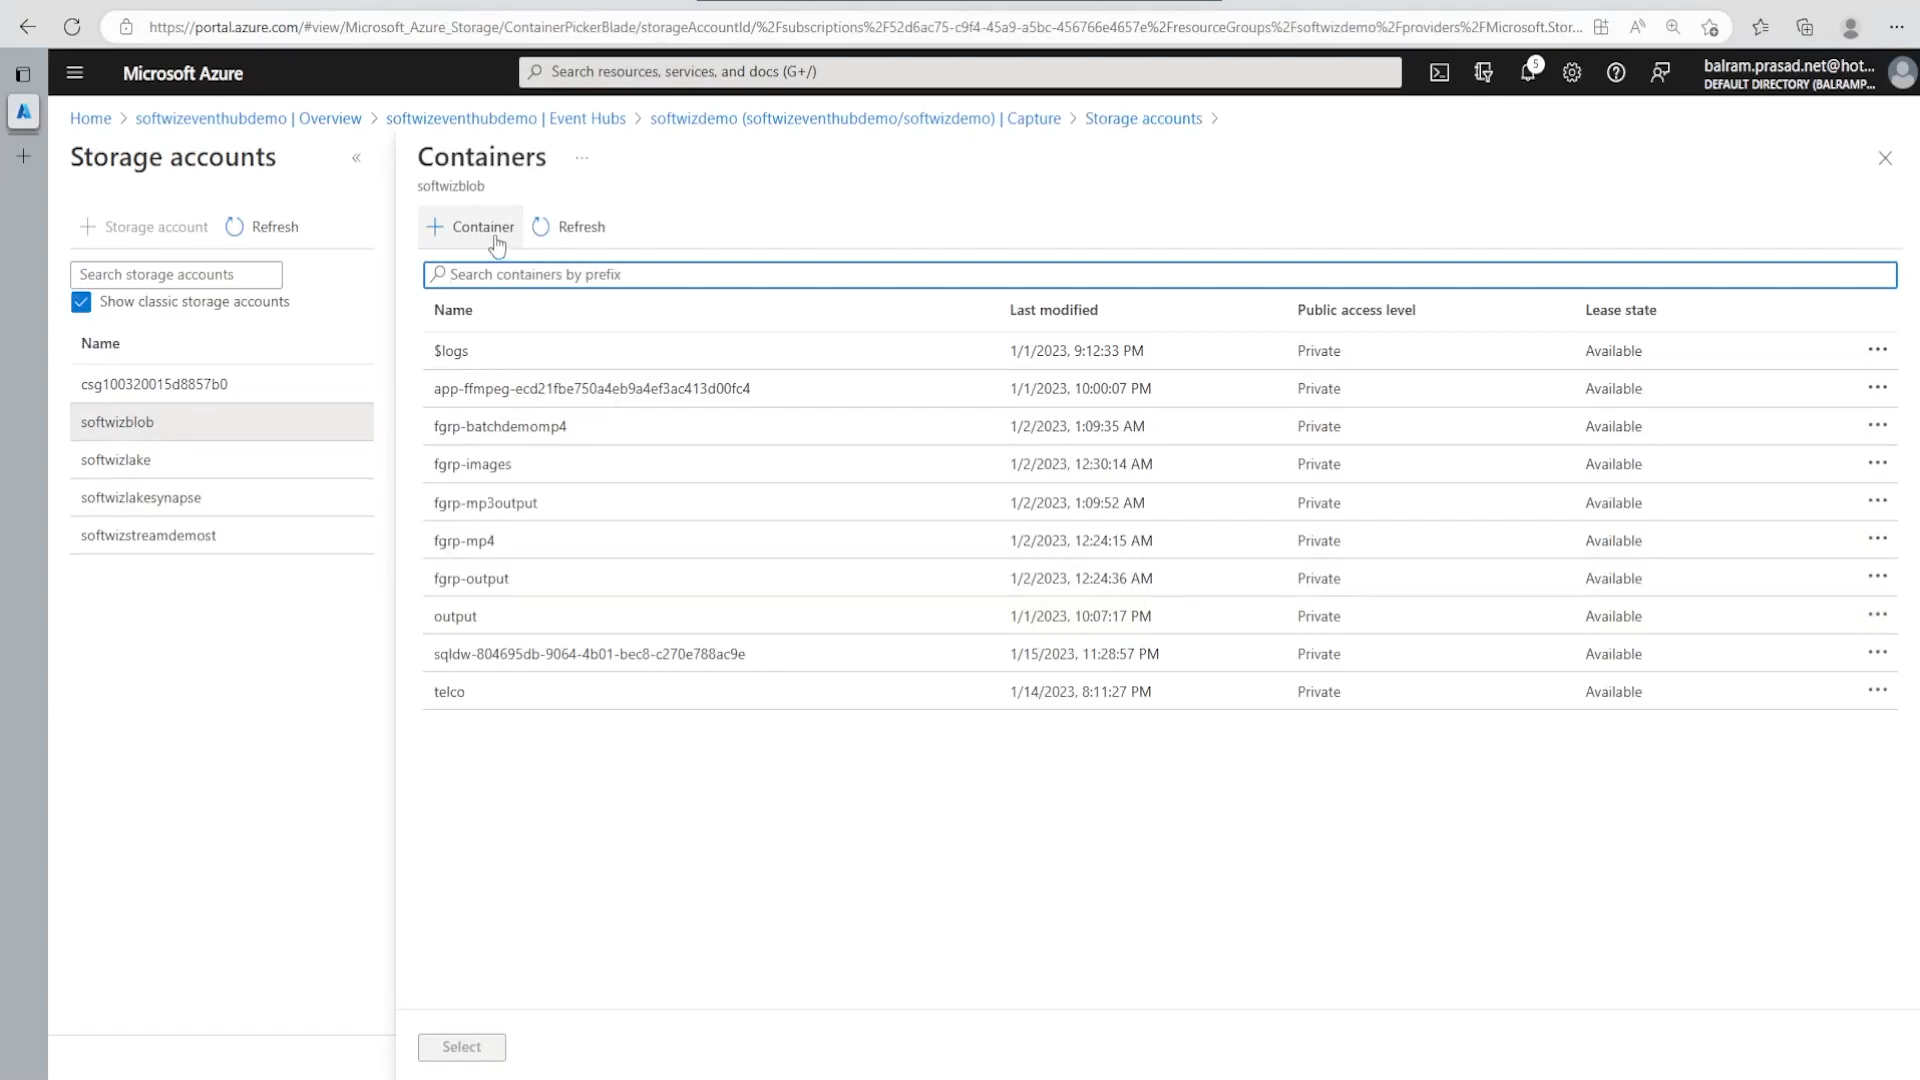 https://portal.azure.com/#view/Microsoft_Azure_Storage/ContainerPickerBlade/storageAccountId/%2Fsubscriptions%2F52d6ac75-c9f4-45a9-a5bc-456766e4657e%2FresourceGroups%2Fsoftwizdemo%2Fproviders%2FMicrosoft.Stor...
Microsoft Azure
Search resources, services, and docs (G+/)
5
balram.prasad.net@hot...
DEFAULT DIRECTORY (BALRAMP...
Home > softwizeventhubdemo | Overview > softwizeventhubdemo | Event Hubs > softwizdemo (softwizeventhubdemo/softwizdemo) | Capture > Storage accounts >
Storage accounts «
+ Storage account Refresh
Search storage accounts
Show classic storage accounts
Name
csg100320015d8857b0
softwizblob
softwizlake
softwizlakesynapse
softwizstreamdemost
Containers ...
softwizblob
+ Container Refresh
Search containers by prefix
Name Last modified Public access level Lease state
$logs 1/1/2023, 9:12:33 PM Private Available ...
app-ffmpeg-ecd21fbe750a4eb9a4ef3ac413d00fc4 1/1/2023, 10:00:07 PM Private Available ...
fgrp-batchdemomp4 1/2/2023, 1:09:35 AM Private Available ...
fgrp-images 1/2/2023, 12:30:14 AM Private Available ...
fgrp-mp3output 1/2/2023, 1:09:52 AM Private Available ...
fgrp-mp4 1/2/2023, 12:24:15 AM Private Available ...
fgrp-output 1/2/2023, 12:24:36 AM Private Available ...
output 1/1/2023, 10:07:17 PM Private Available ...
sqldw-804695db-9064-4b01-bec8-c270e788ac9e 1/15/2023, 11:28:57 PM Private Available ...
telco 1/14/2023, 8:11:27 PM Private Available ...
Select